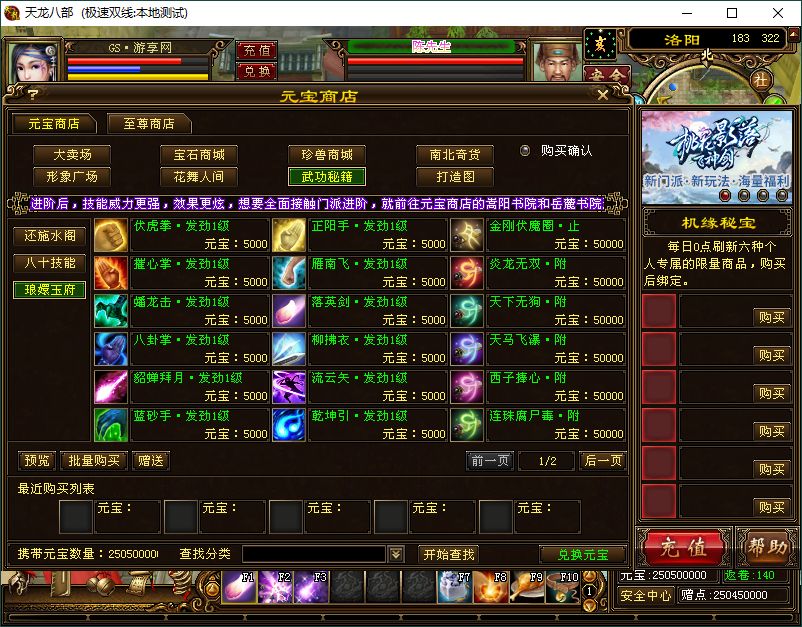 天龙八部 (极速双线:本地测试)
GS·游享网
充值
兑换
陈先生
安全
亥
洛阳 183 322
北
社
? 元宝商店
元宝商店 至尊商店
大卖场 宝石商城 珍兽商城 南北奇货 购买确认
形象广场 花舞人间 武功秘籍 打造图
进阶后，技能威力更强，效果更炫，想要全面接触门派进阶，就前往元宝商店的嵩阳书院和岳麓书院
还施水阁
八十技能
琅嬛玉府
伏虎拳·发劲1级 正阳手·发劲1级 金刚伏魔圈·止
元宝：5000 元宝：5000 元宝：50000
摧心掌·发劲1级 雁南飞·发劲1级 炎龙无双·附
元宝：5000 元宝：5000 元宝：50000
蟠龙击·发劲1级 落英剑·发劲1级 天下无狗·附
元宝：5000 元宝：5000 元宝：50000
八卦掌·发劲1级 柳拂衣·发劲1级 天马飞瀑·附
元宝：5000 元宝：5000 元宝：50000
貂蝉拜月·发劲1级 流云矢·发劲1级 西子捧心·附
元宝：5000 元宝：5000 元宝：50000
蓝砂手·发劲1级 乾坤引·发劲1级 连珠腐尸毒·附
元宝：5000 元宝：5000 元宝：50000
预览 批量购买 赠送 前一页 1/2 后一页
最近购买列表
元宝： 元宝： 元宝： 元宝： 元宝：
携带元宝数量：25050000 查找分类 开始查找 兑换元宝
新门派·新玩法·海量福利
机缘秘宝
每日0点刷新六种个
人专属的限量商品，购买
后绑定。
购买
购买
购买
购买
购买
购买
充值 帮助
F1 F2 F3 F7 F8 F9 F10 1
元宝:250500000 返卷:140
安全中心 赠点:250450000